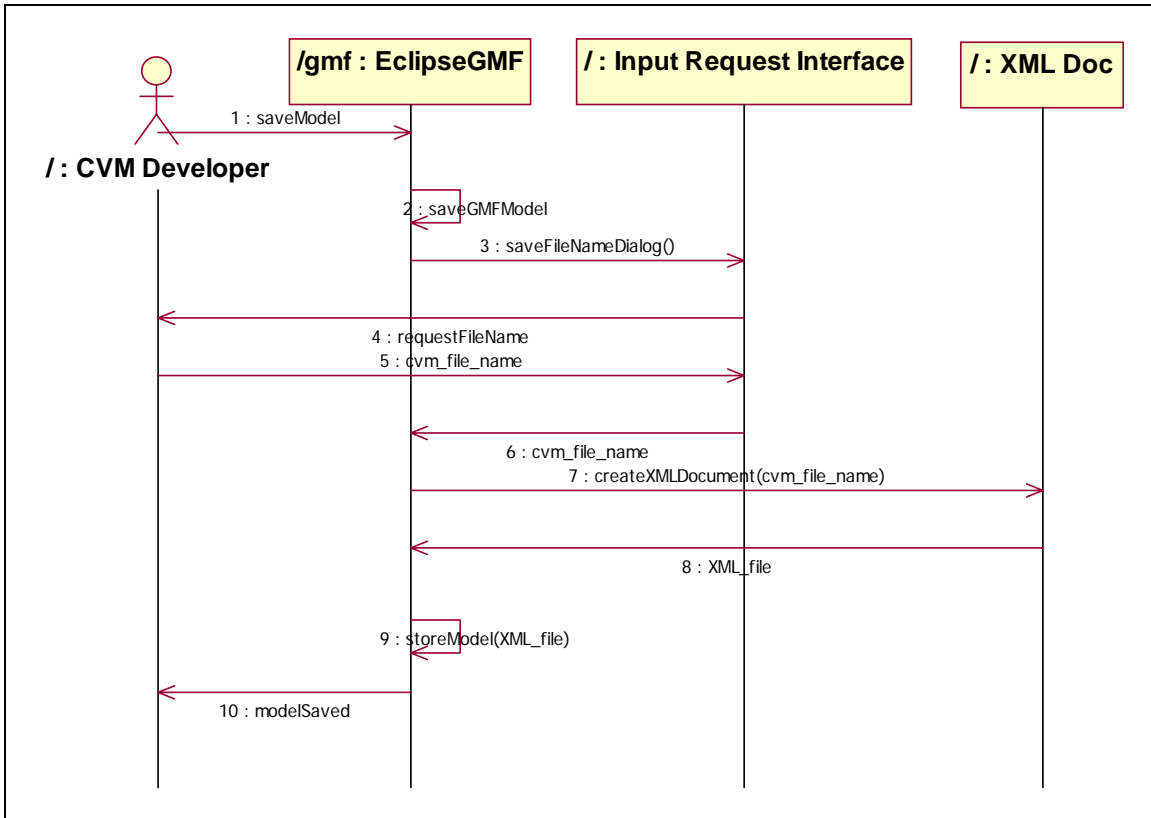 /gmf : EclipseGMF
/ : Input Request Interface
/ : XML Doc
/ : CVM Developer
1 : saveModel
2 : saveGMFModel
3 : saveFileNameDialog()
4 : requestFileName
5 : cvm_file_name
6 : cvm_file_name
7 : createXMLDocument(cvm_file_name)
8 : XML_file
9 : storeModel(XML_file)
10 : modelSaved